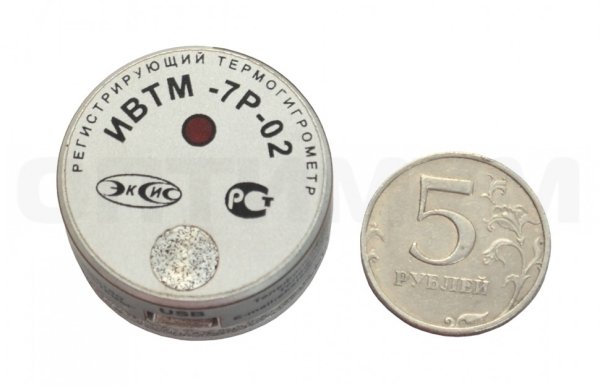 РЕГИСТРИРУЮЩИЙ ТЕРМОГИГРОМЕТР
ИВТМ -7Р-02
ЭКСИС
РСТ
USB
5
РУБЛЕЙ